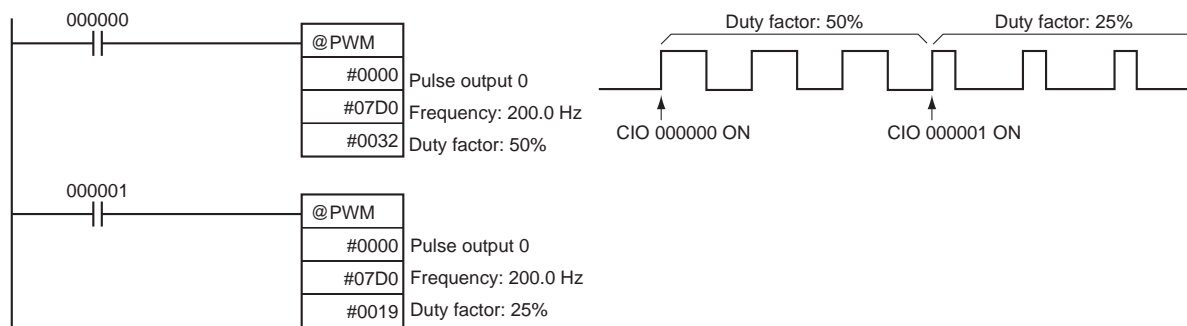 000000
@PWM
#0000 Pulse output 0
#07D0 Frequency: 200.0 Hz
#0032 Duty factor: 50%
Duty factor: 50% Duty factor: 25%
CIO 000000 ON CIO 000001 ON
000001
@PWM
#0000 Pulse output 0
#07D0 Frequency: 200.0 Hz
#0019 Duty factor: 25%